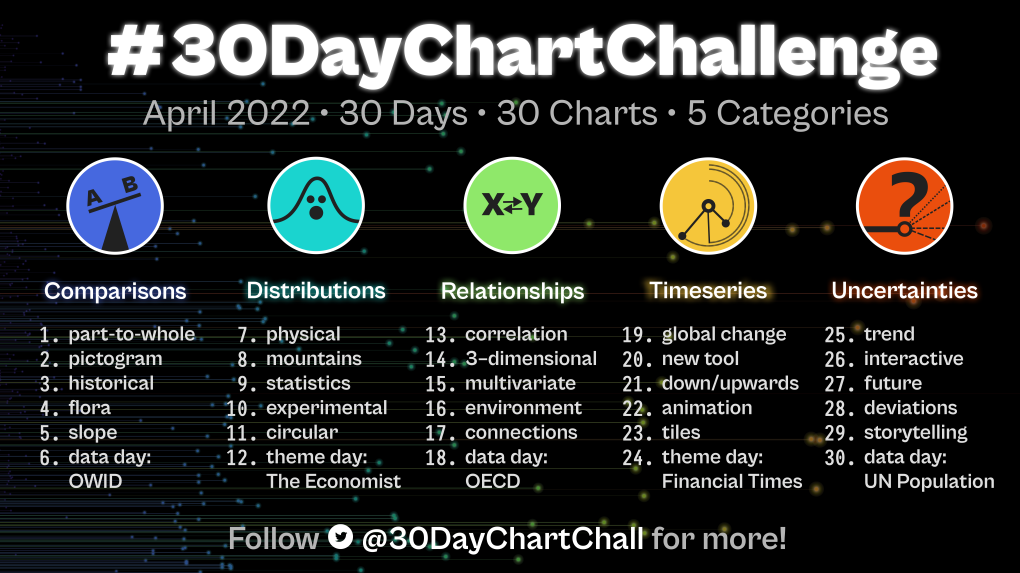 #30DayChartChallenge
April 2022 • 30 Days • 30 Charts • 5 Categories
A B
X⇄Y
?
Comparisons
1. part-to-whole
2. pictogram
3. historical
4. flora
5. slope
6. data day:
OWID
Distributions
7. physical
8. mountains
9. statistics
10. experimental
11. circular
12. theme day:
The Economist
Relationships
13. correlation
14. 3-dimensional
15. multivariate
16. environment
17. connections
18. data day:
OECD
Timeseries
19. global change
20. new tool
21. down/upwards
22. animation
23. tiles
24. theme day:
Financial Times
Uncertainties
25. trend
26. interactive
27. future
28. deviations
29. storytelling
30. data day:
UN Population
Follow @30DayChartChall for more!